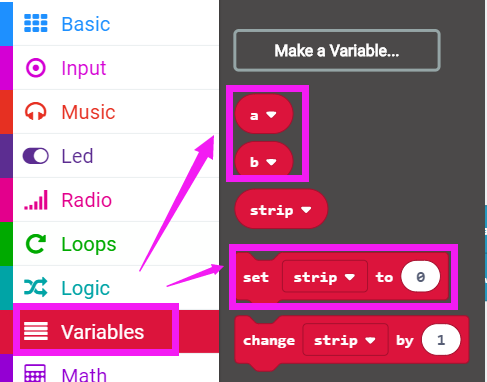 Basic
Input
Music
Led
Radio
Loops
Logic
Variables
Math
Make a Variable...
a
b
strip
set strip to 0
change strip by 1